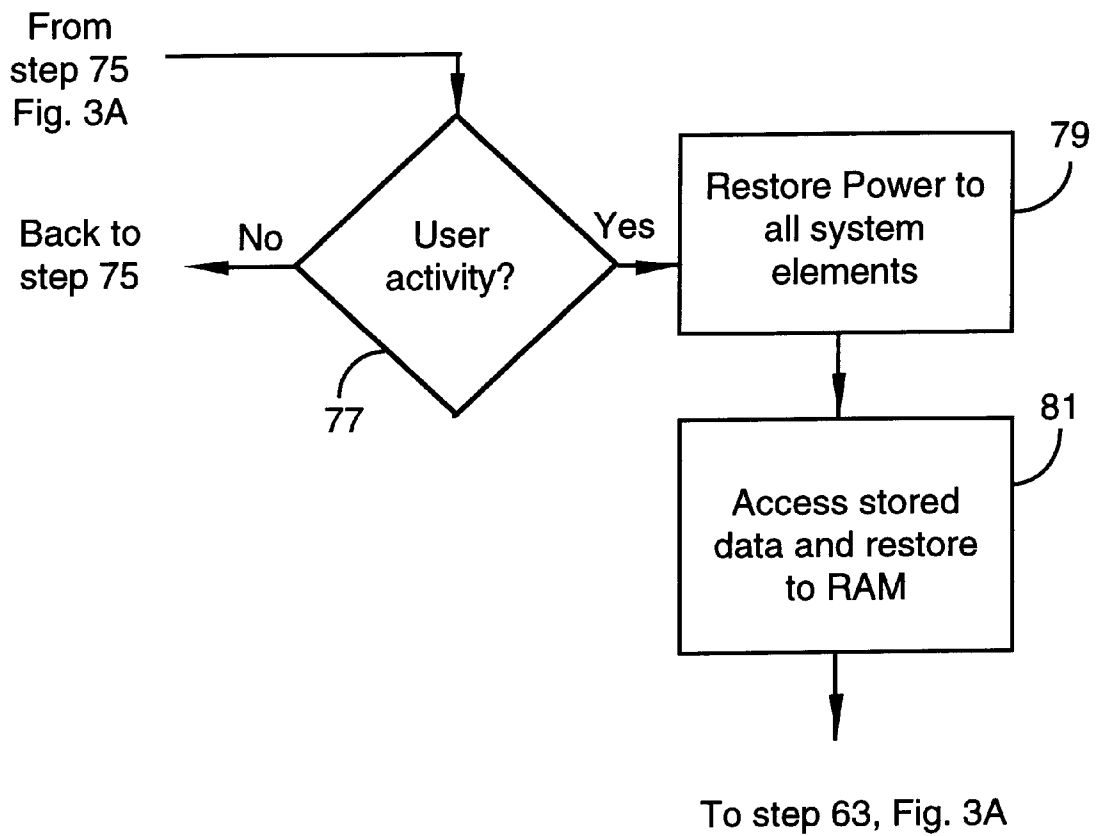 From
step 75
Fig. 3A
Back to
step 75
No
User
activity?
Yes
77
Restore Power to
all system
elements
79
Access stored
data and restore
to RAM
81
To step 63, Fig. 3A